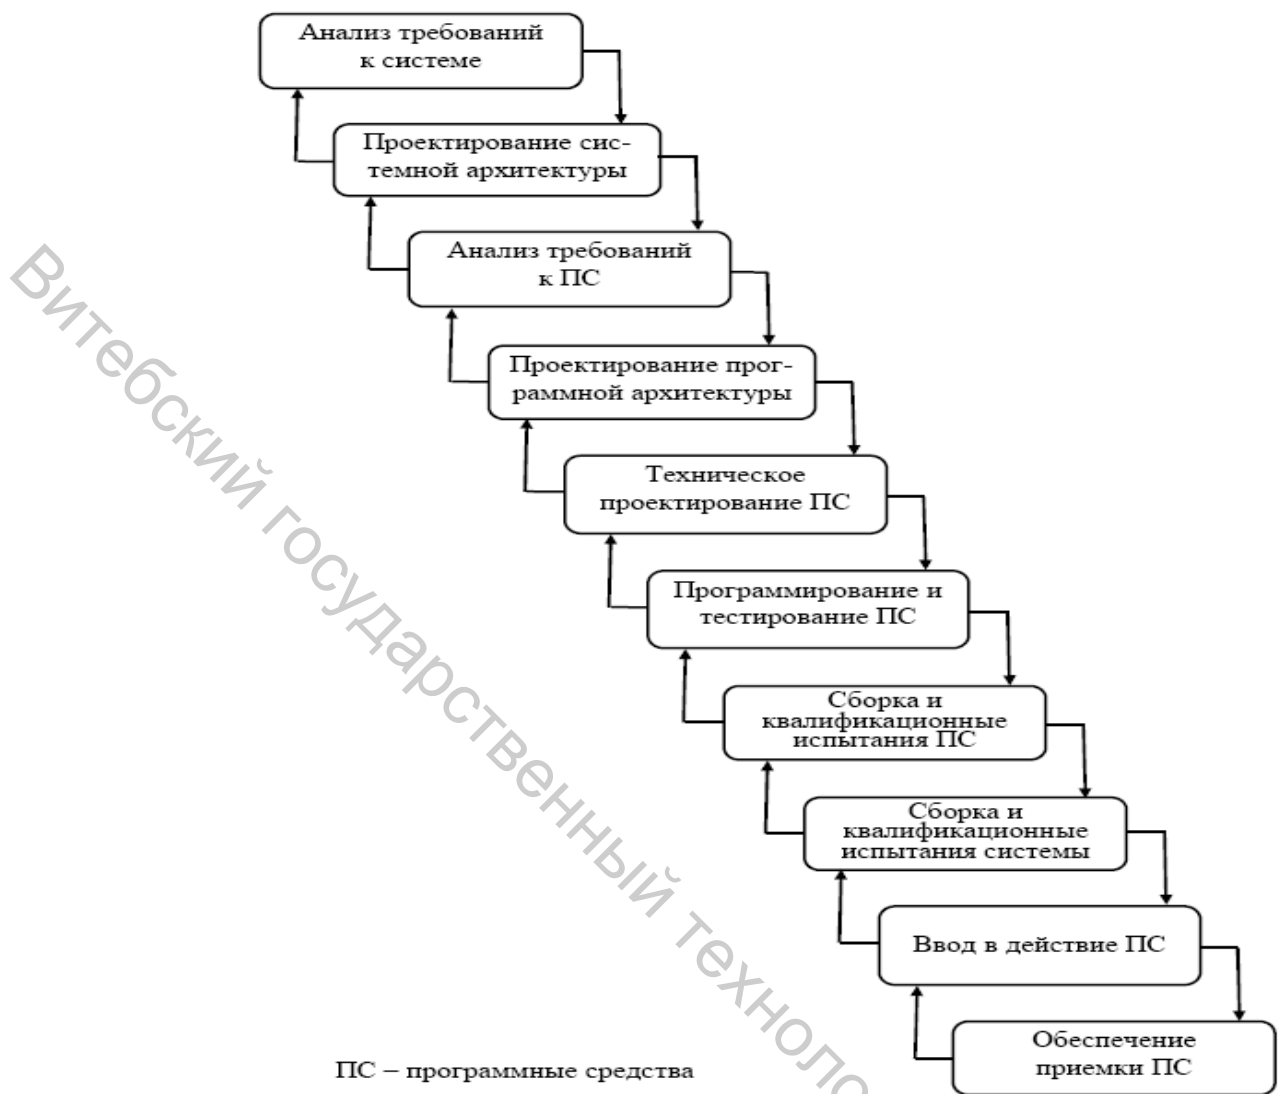 Анализ требований
к системе
Проектирование сис-
темной архитектуры
Анализ требований
к ПС
Проектирование прог-
раммной архитектуры
Техническое
проектирование ПС
Программирование и
тестирование ПС
Сборка и
квалификационные
испытания ПС
Сборка и
квалификационные
испытания системы
Ввод в действие ПС
Обеспечение
приемки ПС
ПС – программные средства
Витебский государственный техноло